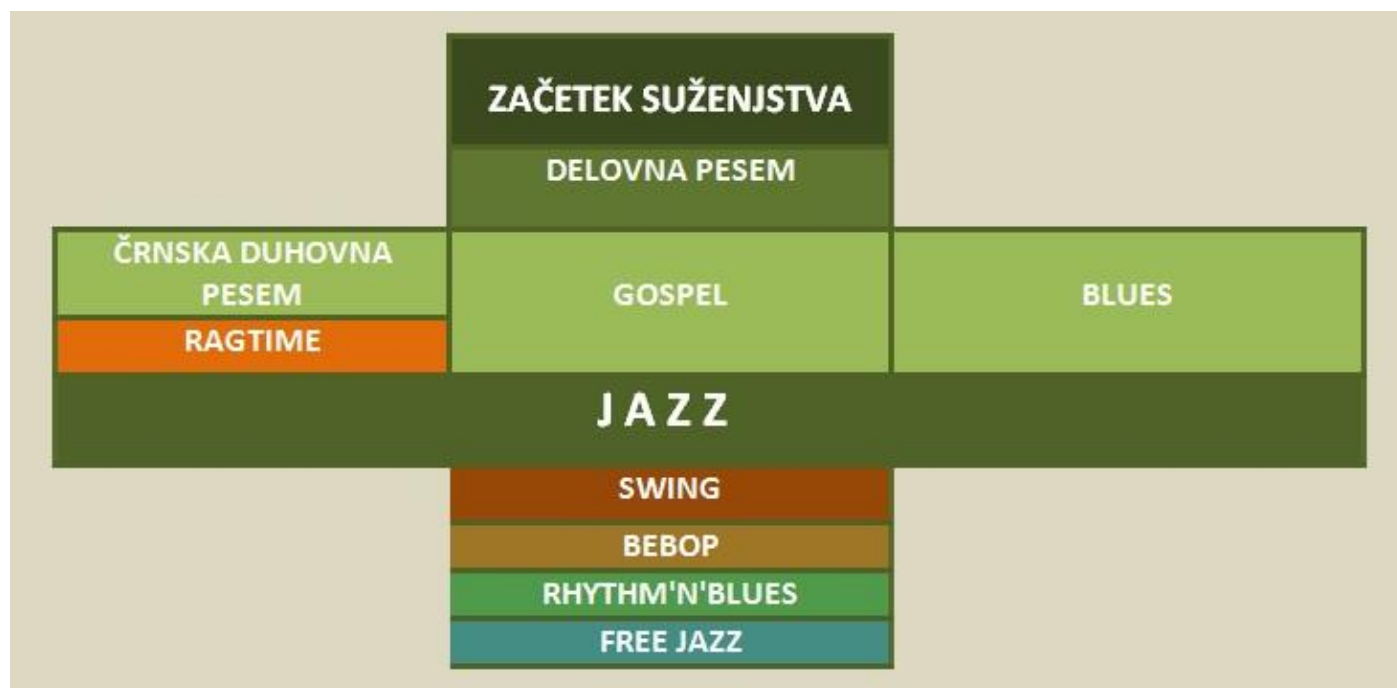 ZAČETEK SUŽENJSTVA
DELOVNA PESEM
ČRNSKA DUHOVNA
PESEM
RAGTIME
GOSPEL
BLUES
J A Z Z
SWING
BEBOP
RHYTHM'N'BLUES
FREE JAZZ